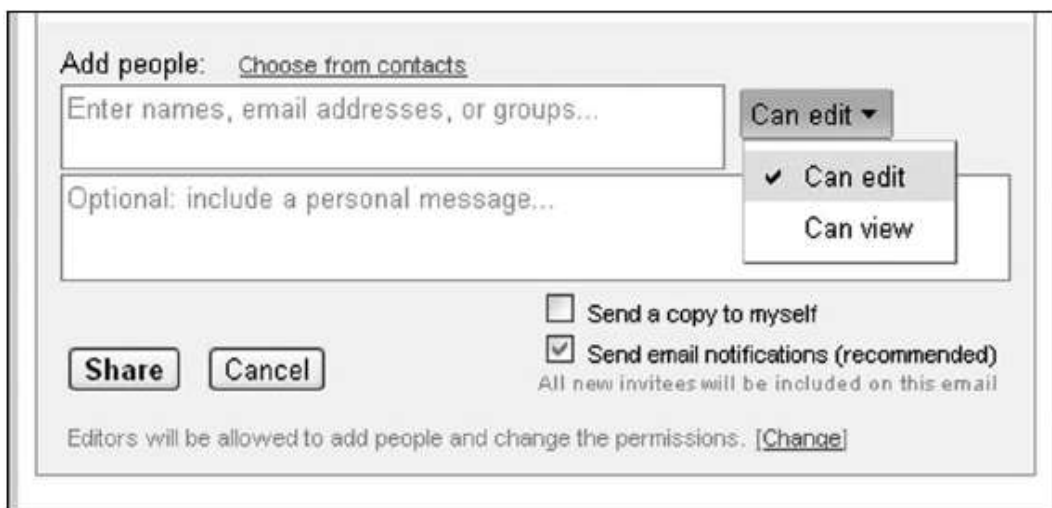 Add people: Choose from contacts
Enter names, email addresses, or groups...
Can edit
Can edit
Can view
Optional: include a personal message...
Send a copy to myself
Send email notifications (recommended)
All new invitees will be included on this email
Share Cancel
Editors will be allowed to add people and change the permissions. [Change]